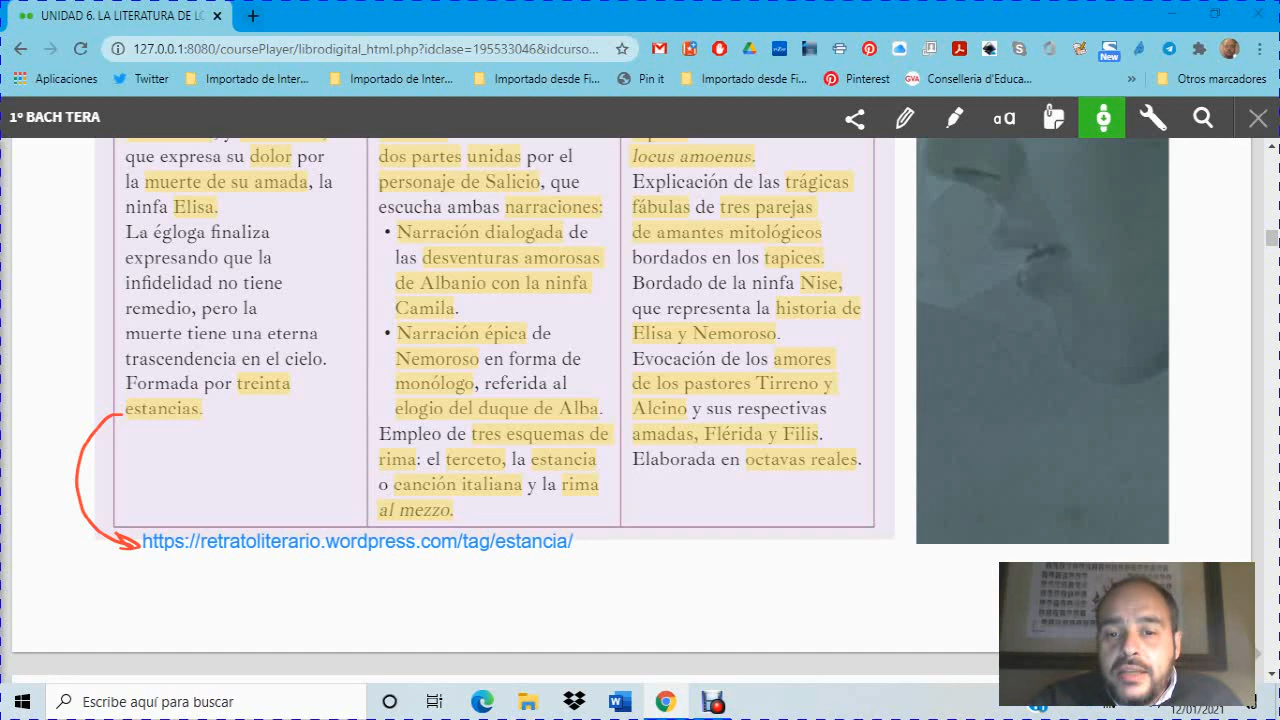 UNIDAD 6. LA LITERATURA DE LO
127.0.0.1:8080/coursePlayer/librodigital_html.php?idclase=195533046&idcurso...
New
Aplicaciones
Twitter
Importado de Inter...
Importado de Inter...
Importado desde Fi...
Pin it
Importado desde Fi...
Pinterest
GVA
Conselleria d'Educa...
»
Otros marcadores
1º BACH TERA
aa
que expresa su dolor por
la muerte de su amada, la
ninfa Elisa.
La égloga finaliza
expresando que la
infidelidad no tiene
remedio, pero la
muerte tiene una eterna
trascendencia en el cielo.
Formada por treinta
estancias.
dos partes unidas por el
personaje de Salicio, que
escucha ambas narraciones:
• Narración dialogada de
las desventuras amorosas
de Albanio con la ninfa
Camila.
• Narración épica de
Nemoroso en forma de
monólogo, referida al
elogio del duque de Alba.
Empleo de tres esquemas de
rima: el terceto, la estancia
o canción italiana y la rima
al mezzo.
locus amoenus.
Explicación de las trágicas
fábulas de tres parejas
de amantes mitológicos
bordados en los tapices.
Bordado de la ninfa Nise,
que representa la historia de
Elisa y Nemoroso.
Evocación de los amores
de los pastores Tirreno y
Alcino y sus respectivas
amadas, Flérida y Filis.
Elaborada en octavas reales.
https://retratoliterario.wordpress.com/tag/estancia/
Escribe aquí para buscar
12/01/2021